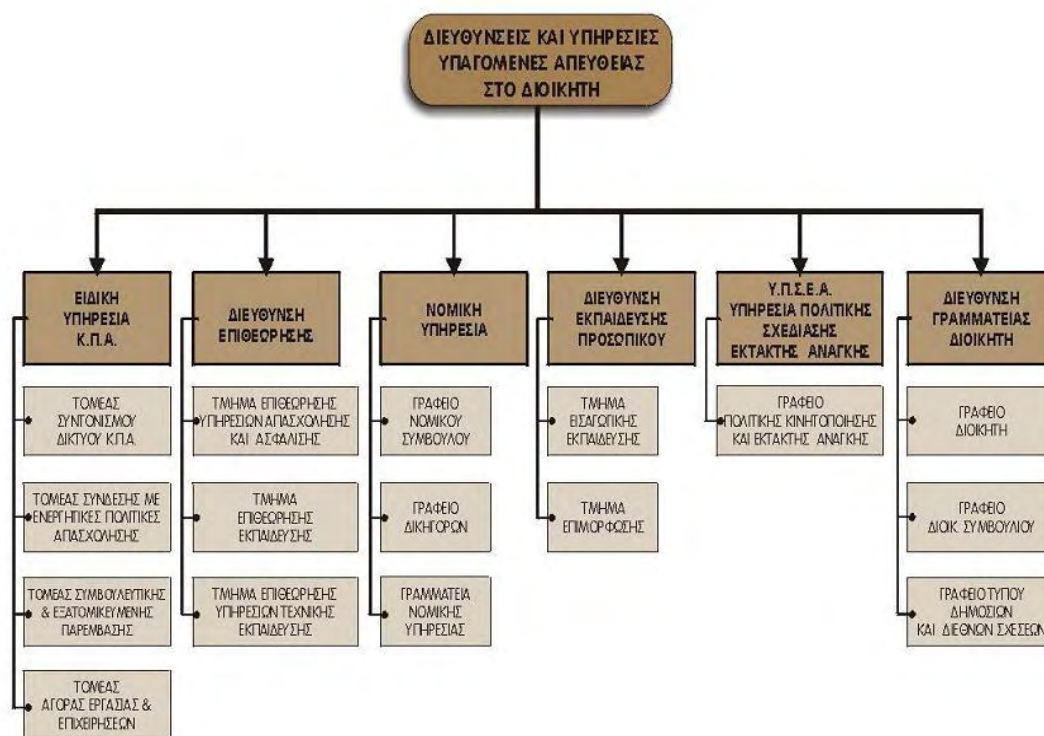 ΔΙΕΥΘΥΝΣΕΙΣ ΚΑΙ ΥΠΗΡΕΣΙΕΣ
ΥΠΑΓΟΜΕΝΕΣ ΑΠΕΥΘΕΙΑΣ
ΣΤΟ ΔΙΟΙΚΗΤΗ
ΕΙΔΙΚΗ
ΥΠΗΡΕΣΙΑ
Κ.Π.Α.
ΤΟΜΕΑΣ
ΣΥΝΤΟΝΙΣΜΟΥ
ΔΙΚΤΥΟΥ Κ.Π.Α.
ΤΟΜΕΑΣ ΣΥΝΔΕΣΗΣ ΜΕ
ΕΝΕΡΓΗΤΙΚΕΣ ΠΟΛΙΤΙΚΕΣ
ΑΠΑΣΧΟΛΗΣΗΣ
ΤΟΜΕΑΣ ΣΥΜΒΟΥΛΕΥΤΙΚΗΣ
& ΕΞΑΤΟΜΙΚΕΥΜΕΝΗΣ
ΠΑΡΕΜΒΑΣΗΣ
ΤΟΜΕΑΣ
ΑΓΟΡΑΣ ΕΡΓΑΣΙΑΣ &
ΕΠΙΧΕΙΡΗΣΕΩΝ
ΔΙΕΥΘΥΝΣΗ
ΕΠΙΘΕΩΡΗΣΗΣ
ΤΜΗΜΑ ΕΠΙΘΕΩΡΗΣΗΣ
ΥΠΗΡΕΣΙΩΝ ΑΠΑΣΧΟΛΗΣΗΣ
ΚΑΙ ΑΣΦΑΛΙΣΗΣ
ΤΜΗΜΑ
ΕΠΙΘΕΩΡΗΣΗΣ
ΕΚΠΑΙΔΕΥΣΗΣ
ΤΜΗΜΑ ΕΠΙΘΕΩΡΗΣΗΣ
ΥΠΗΡΕΣΙΩΝ ΤΕΧΝΙΚΗΣ
ΕΚΠΑΙΔΕΥΣΗΣ
ΝΟΜΙΚΗ
ΥΠΗΡΕΣΙΑ
ΓΡΑΦΕΙΟ
ΝΟΜΙΚΟΥ
ΣΥΜΒΟΥΛΟΥ
ΓΡΑΦΕΙΟ
ΔΙΚΗΓΟΡΩΝ
ΓΡΑΜΜΑΤΕΙΑ
ΝΟΜΙΚΗΣ
ΥΠΗΡΕΣΙΑΣ
ΔΙΕΥΘΥΝΣΗ
ΕΚΠΑΙΔΕΥΣΗΣ
ΠΡΟΣΩΠΙΚΟΥ
ΤΜΗΜΑ
ΕΙΣΑΓΩΓΙΚΗΣ
ΕΚΠΑΙΔΕΥΣΗΣ
ΤΜΗΜΑ
ΕΠΙΜΟΡΦΩΣΗΣ
Υ.Π.Σ.Ε.Α.
ΥΠΗΡΕΣΙΑ ΠΟΛΙΤΙΚΗΣ
ΣΧΕΔΙΑΣΗΣ
ΕΚΤΑΚΤΗΣ ΑΝΑΓΚΗΣ
ΓΡΑΦΕΙΟ
ΠΟΛΙΤΙΚΗΣ ΚΙΝΗΤΟΠΟΙΗΣΗΣ
ΚΑΙ ΕΚΤΑΚΤΗΣ ΑΝΑΓΚΗΣ
ΔΙΕΥΘΥΝΣΗ
ΓΡΑΜΜΑΤΕΙΑΣ
ΔΙΟΙΚΗΤΗ
ΓΡΑΦΕΙΟ
ΔΙΟΙΚΗΤΗ
ΓΡΑΦΕΙΟ
ΔΙΟΙΚ. ΣΥΜΒΟΥΛΙΟΥ
ΓΡΑΦΕΙΟ ΤΥΠΟΥ
ΔΗΜΟΣΙΩΝ
ΚΑΙ ΔΙΕΘΝΩΝ ΣΧΕΣΕΩΝ